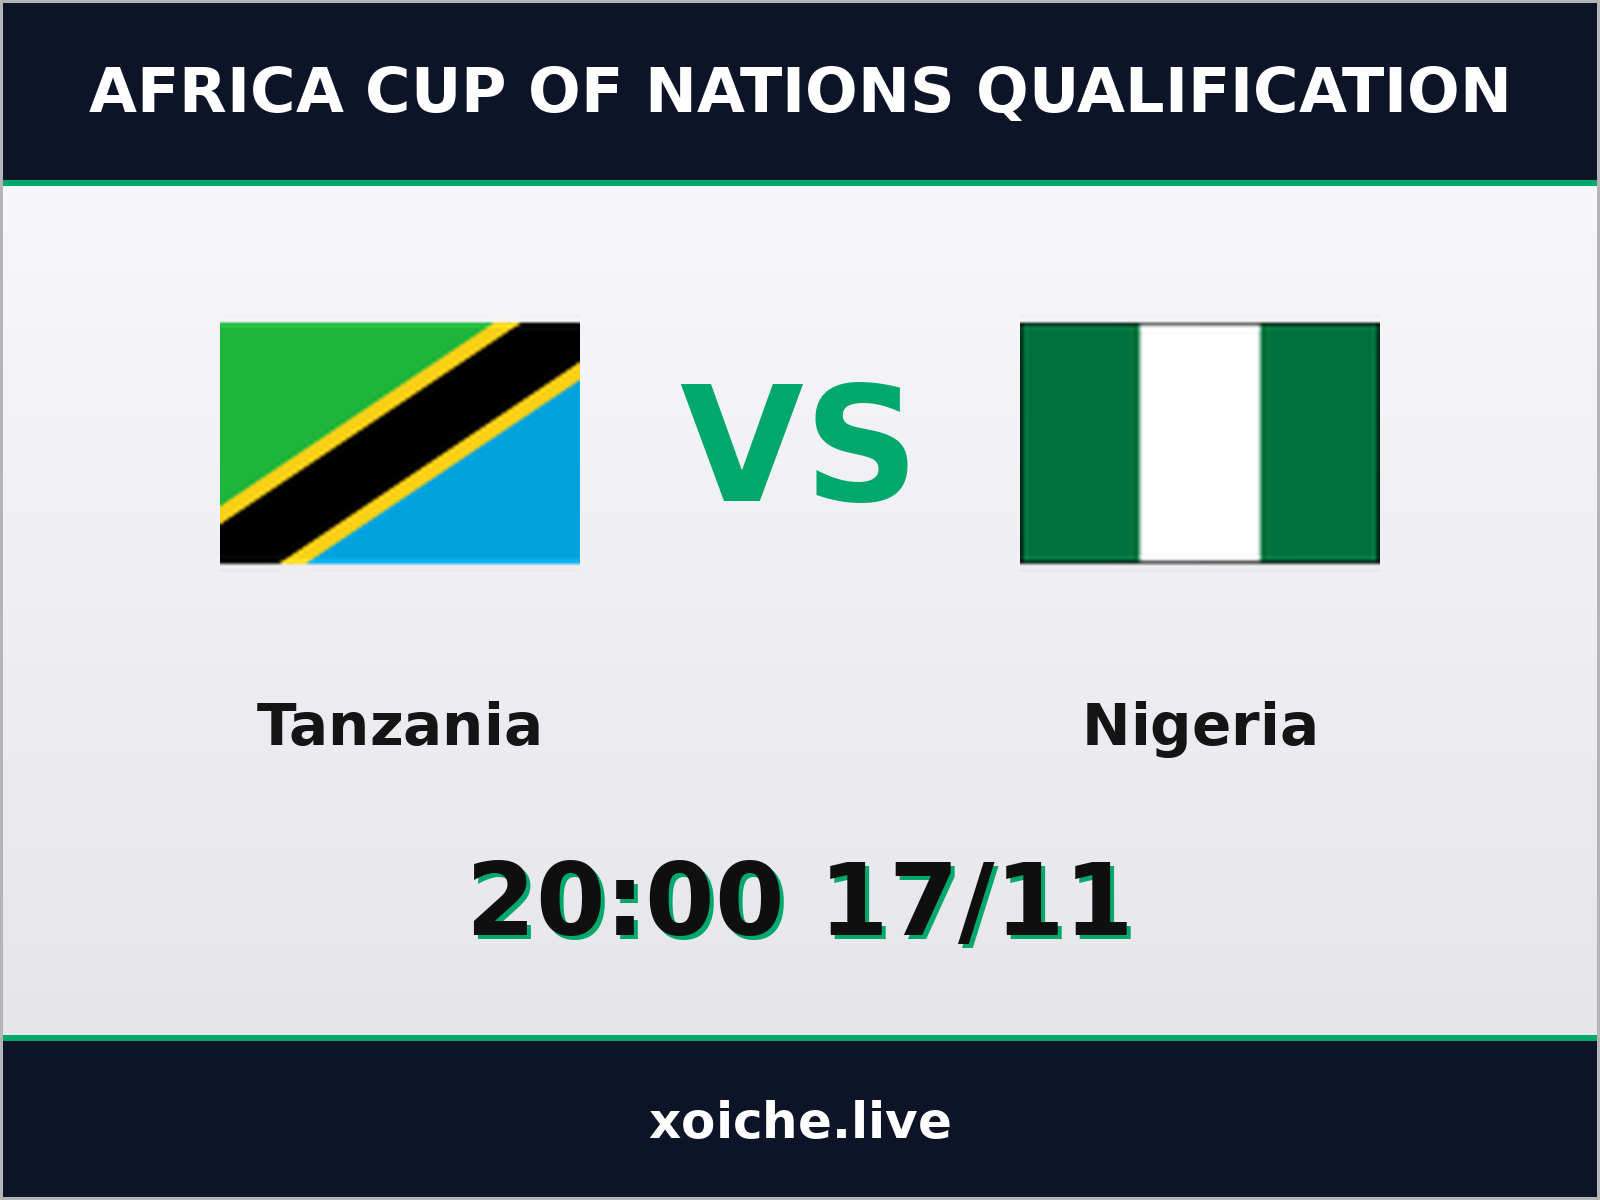 AFRICA CUP OF NATIONS QUALIFICATION
VS
Tanzania
Nigeria
20:00 17/11
xoiche.live